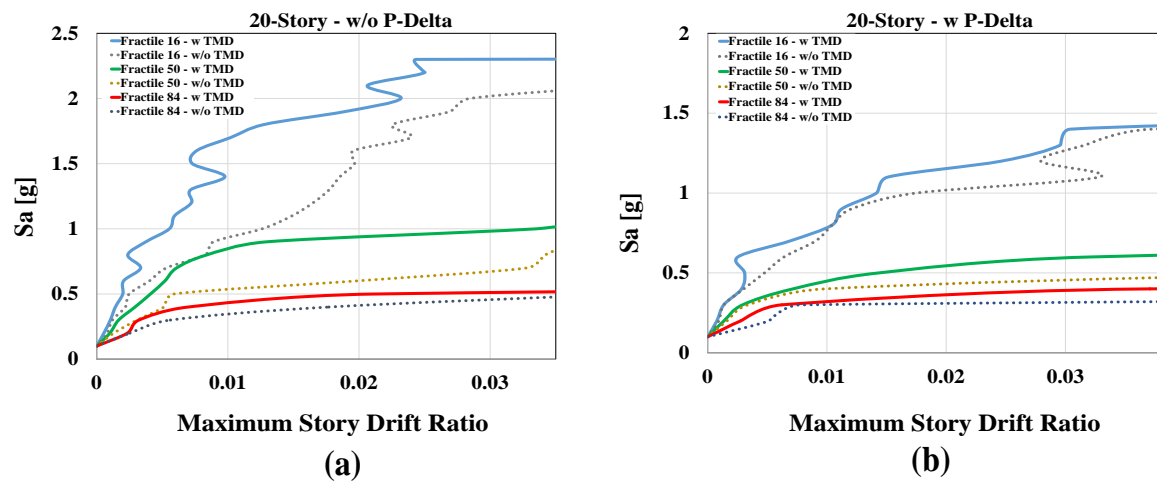 20-Story - w/o P-Delta
2.5
2
1.5
1
0.5
0
Sa [g]
Fractile 16 - w TMD
Fractile 16 - w/o TMD
Fractile 50 - w TMD
Fractile 50 - w/o TMD
Fractile 84 - w TMD
Fractile 84 - w/o TMD
0 0.01 0.02 0.03
Maximum Story Drift Ratio
(a)
20-Story - w P-Delta
2
1.5
1
0.5
0
Sa [g]
Fractile 16 - w TMD
Fractile 16 - w/o TMD
Fractile 50 - w TMD
Fractile 50 - w/o TMD
Fractile 84 - w TMD
Fractile 84 - w/o TMD
0 0.01 0.02 0.03
Maximum Story Drift Ratio
(b)